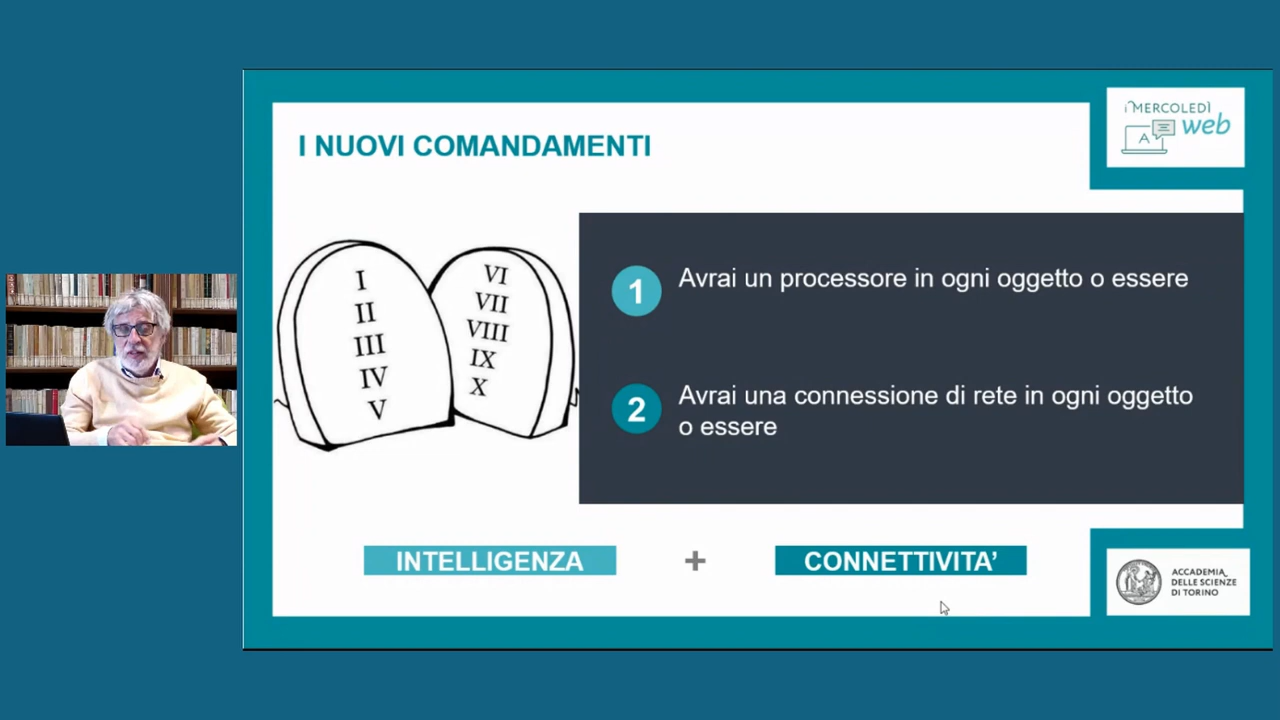 I NUOVI COMANDAMENTI
i MERCOLEDÌ
A
web
I
II
III
IV
V
VI
VII
VIII
IX
X
1
Avrai un processore in ogni oggetto o essere
2
Avrai una connessione di rete in ogni oggetto
o essere
INTELLIGENZA
+
CONNETTIVITA’
ACCADEMIA
DELLE SCIENZE
DI TORINO